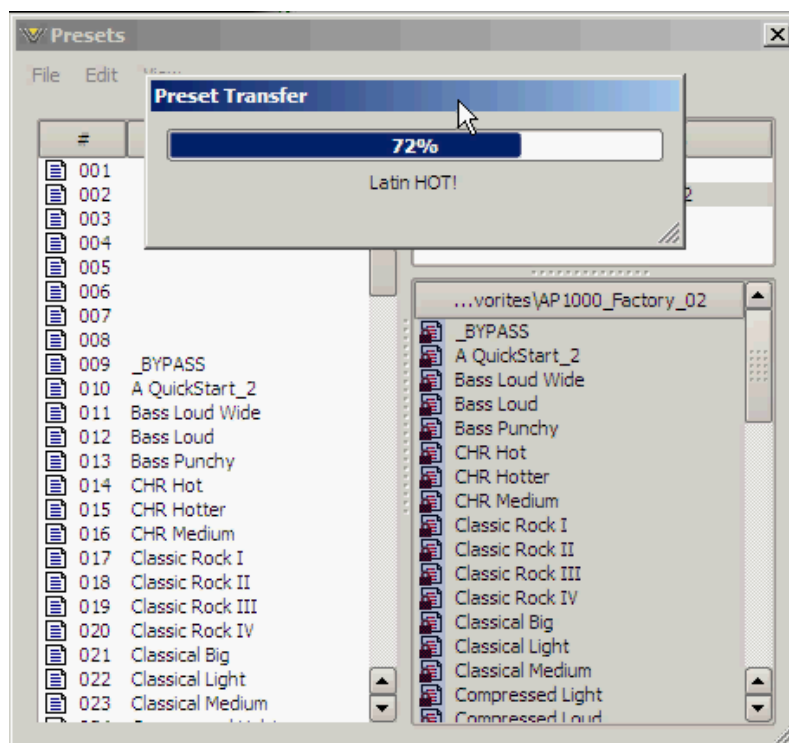 Presets
File Edit View
Preset Transfer
72%
Latin HOT!
#
2
001
002
003
004
005
006
007
008
009 _BYPASS
010 A QuickStart_2
011 Bass Loud Wide
012 Bass Loud
013 Bass Punchy
014 CHR Hot
015 CHR Hotter
016 CHR Medium
017 Classic Rock I
018 Classic Rock II
019 Classic Rock III
020 Classic Rock IV
021 Classical Big
022 Classical Light
023 Classical Medium
...vorites\AP1000_Factory_02
_BYPASS
A QuickStart_2
Bass Loud Wide
Bass Loud
Bass Punchy
CHR Hot
CHR Hotter
CHR Medium
Classic Rock I
Classic Rock II
Classic Rock III
Classic Rock IV
Classical Big
Classical Light
Classical Medium
Compressed Light
Compressed Loud